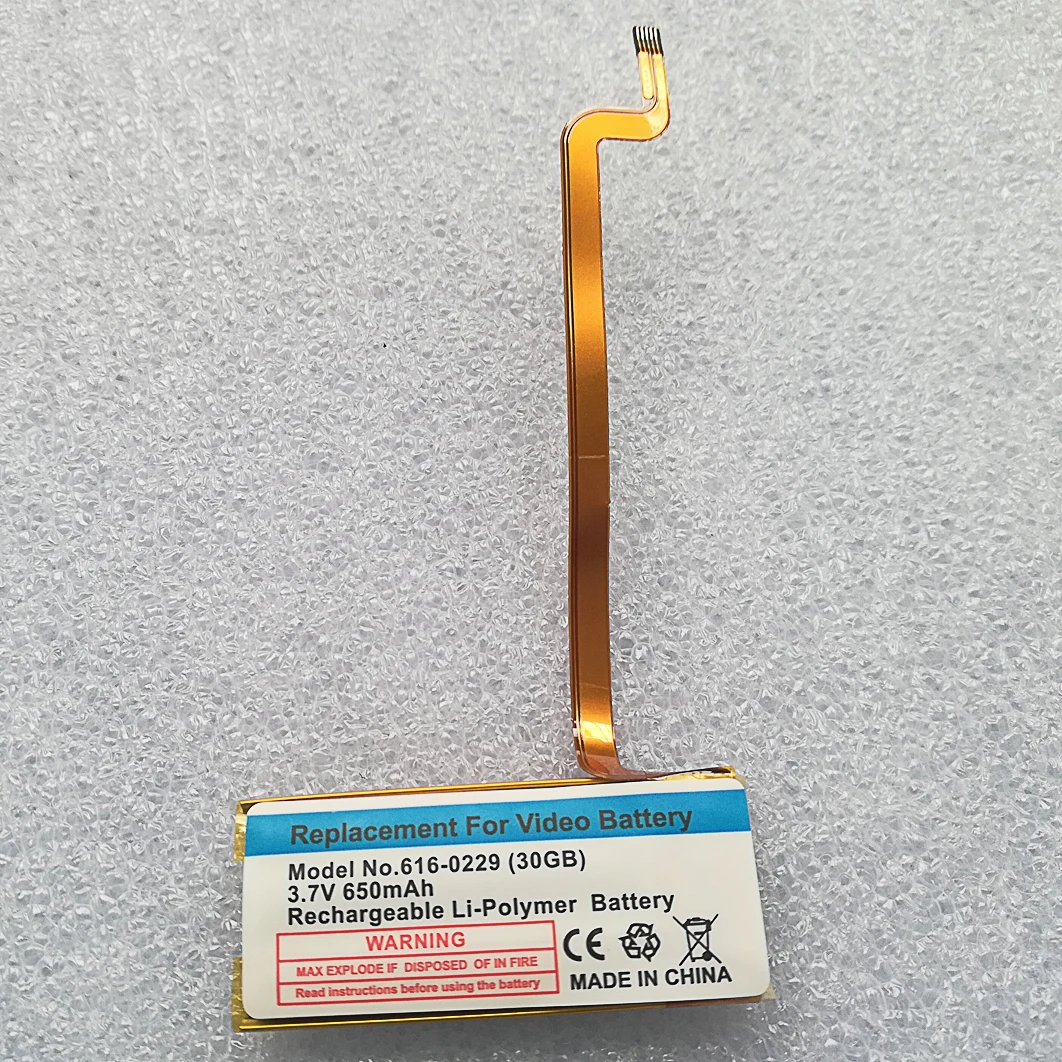 Replacement For Video Battery
Model No.616-0229 (30GB)
3.7V 650mAh
Rechargeable Li-Polymer Battery
WARNING
MAX EXPLODE IF DISPOSED OF IN FIRE
Read instructions before using the battery
CE
MADE IN CHINA